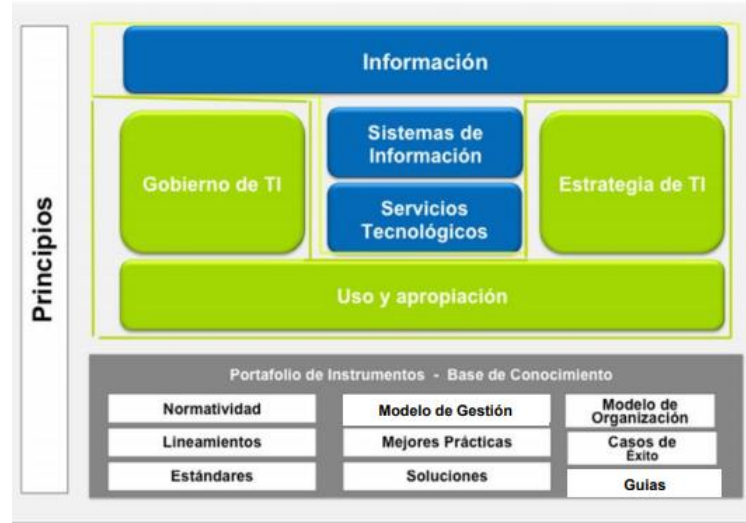 Principios
Información
Gobierno de TI
Sistemas de
Información
Servicios
Tecnológicos
Estrategia de TI
Uso y apropiación
Portafolio de Instrumentos - Base de Conocimiento
Normatividad
Modelo de Gestión
Modelo de
Organización
Lineamientos
Mejores Prácticas
Casos de
Éxito
Estándares
Soluciones
Guias